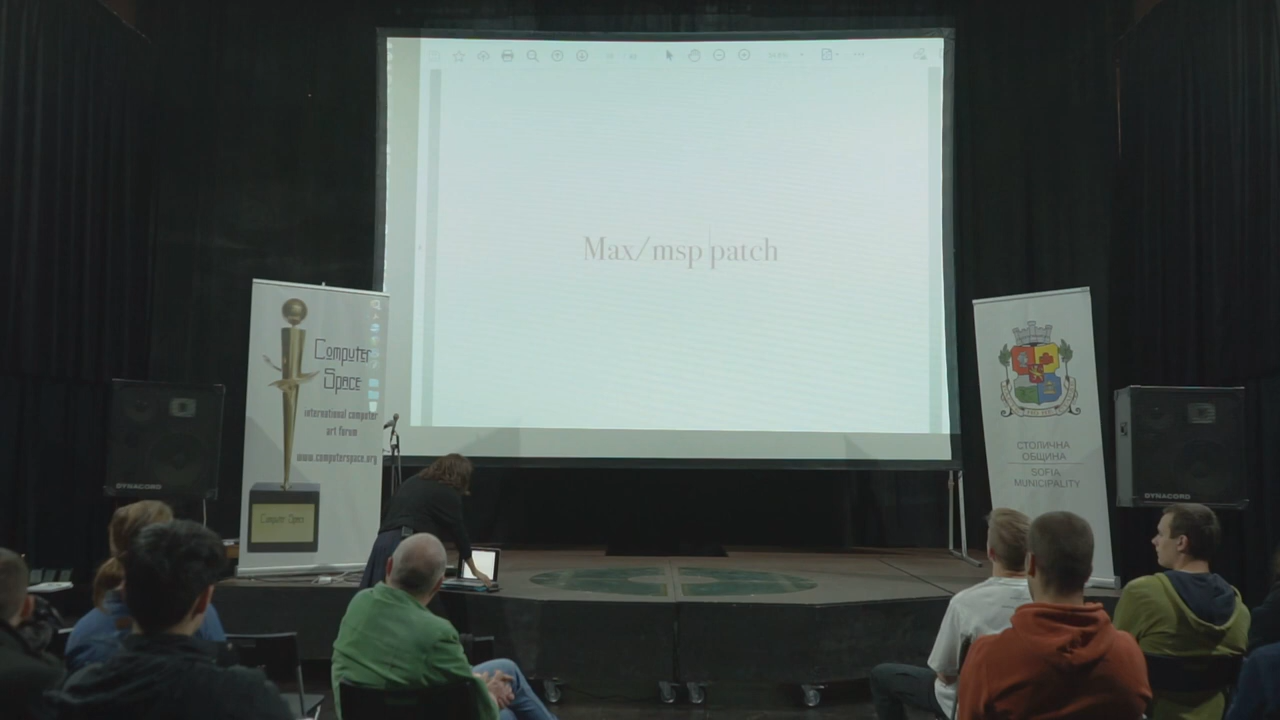 Max/msp patch
Computer
Space
international computer
art forum
www.computerspace.org
Computer Space
СТОЛИЧНА
ОБЩИНА
SOFIA
MUNICIPALITY
DYNACORD
DYNACORD